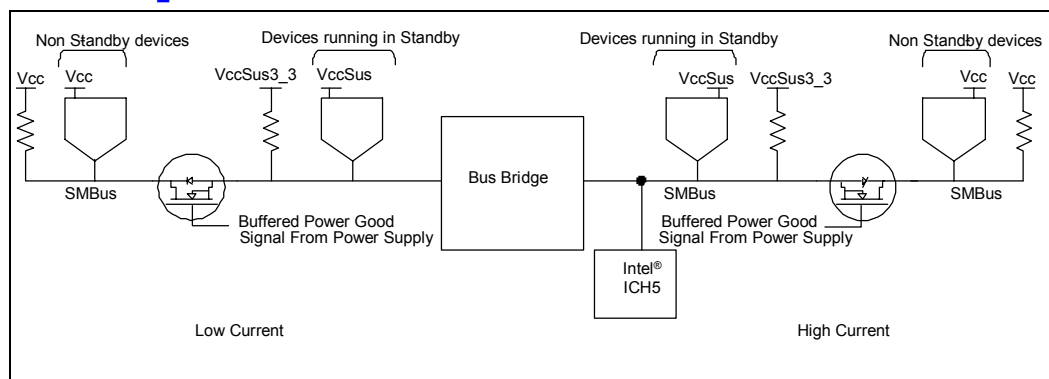 Non Standby devices
Devices running in Standby
Devices running in Standby
Non Standby devices
Vcc
Vcc
VccSus3_3
VccSus
VccSus
VccSus3_3
Vcc
Vcc
Bus Bridge
SMBus
SMBus
SMBus
Buffered Power Good
Signal From Power Supply
Buffered Power Good
Signal From Power Supply
Intel®
ICH5
Low Current
High Current